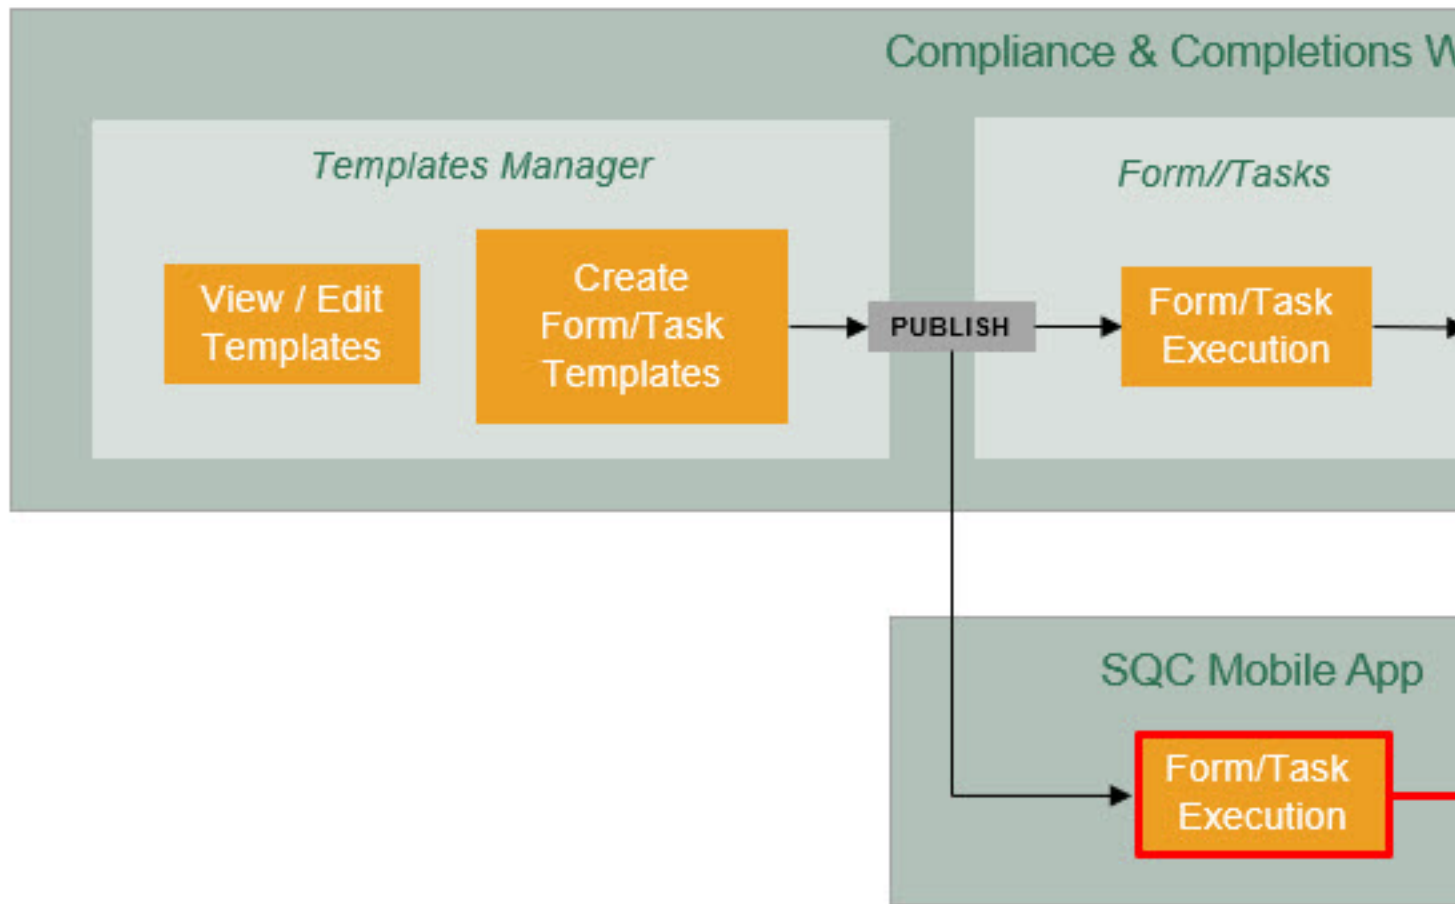 Compliance & Completions W
Templates Manager
Form//Tasks
View / Edit
Templates
Create
Form/Task
Templates
PUBLISH
Form/Task
Execution
SQC Mobile App
Form/Task
Execution